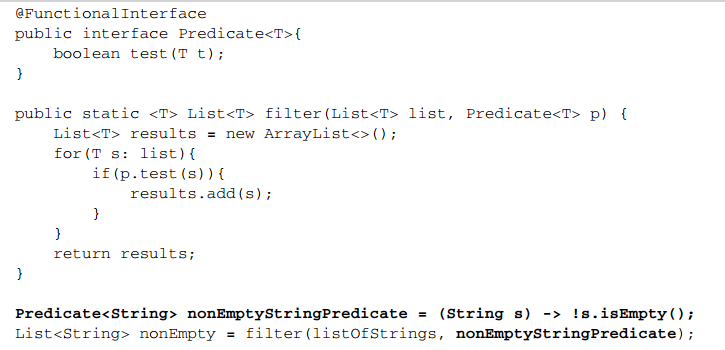 @FunctionalInterface
public interface Predicate<T>{
    boolean test(T t);
}
public static <T> List<T> filter(List<T> list, Predicate<T> p) {
    List<T> results = new ArrayList<>();
    for(T s: list){
        if(p.test(s)){
            results.add(s);
        }
    }
    return results;
}
Predicate<String> nonEmptyStringPredicate = (String s) -> !s.isEmpty();
List<String> nonEmpty = filter(listOfStrings, nonEmptyStringPredicate);